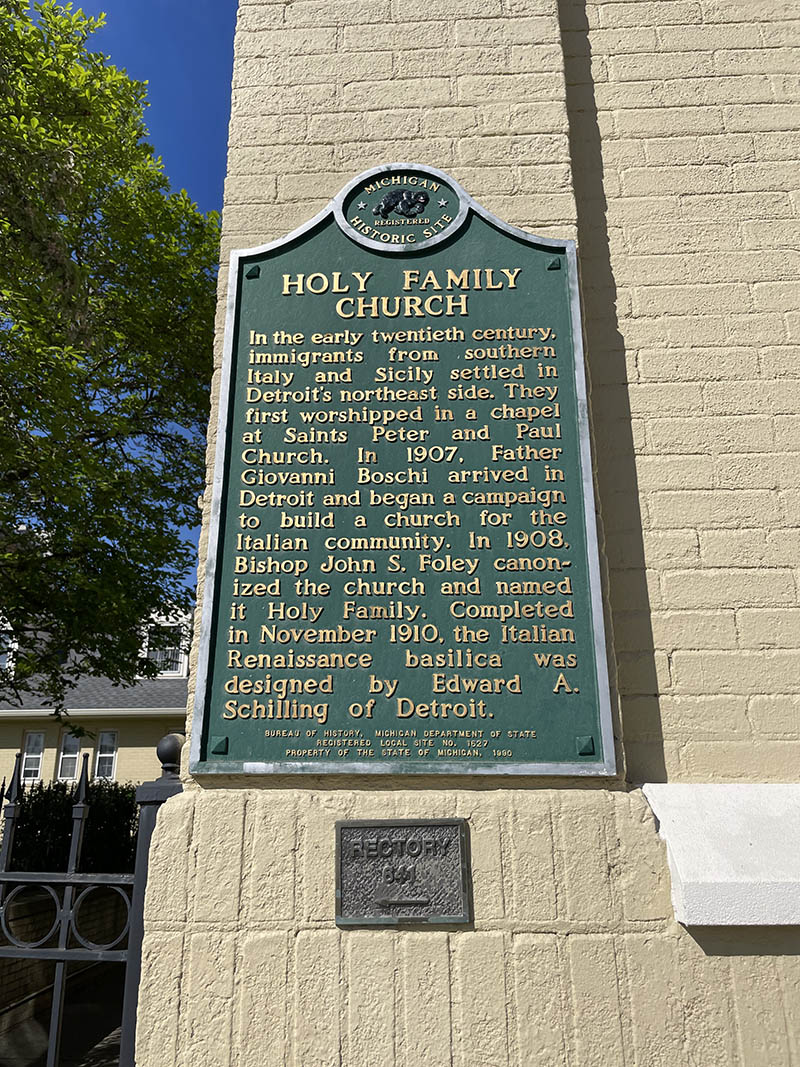 MICHIGAN
REGISTERED
HISTORIC SITE
HOLY FAMILY
CHURCH
In the early twentieth century,
immigrants from southern
Italy and Sicily settled in
Detroit's northeast side. They
first worshipped in a chapel
at Saints Peter and Paul
Church. In 1907, Father
Giovanni Boschi arrived in
Detroit and began a campaign
to build a church for the
Italian community. In 1908,
Bishop John S. Foley canon-
ized the church and named
it Holy Family. Completed
in November 1910, the Italian
Renaissance basilica was
designed by Edward A.
Schilling of Detroit.
BUREAU OF HISTORY, MICHIGAN DEPARTMENT OF STATE
REGISTERED LOCAL SITE NO. 1627
PROPERTY OF THE STATE OF MICHIGAN, 1990
RECTORY
641